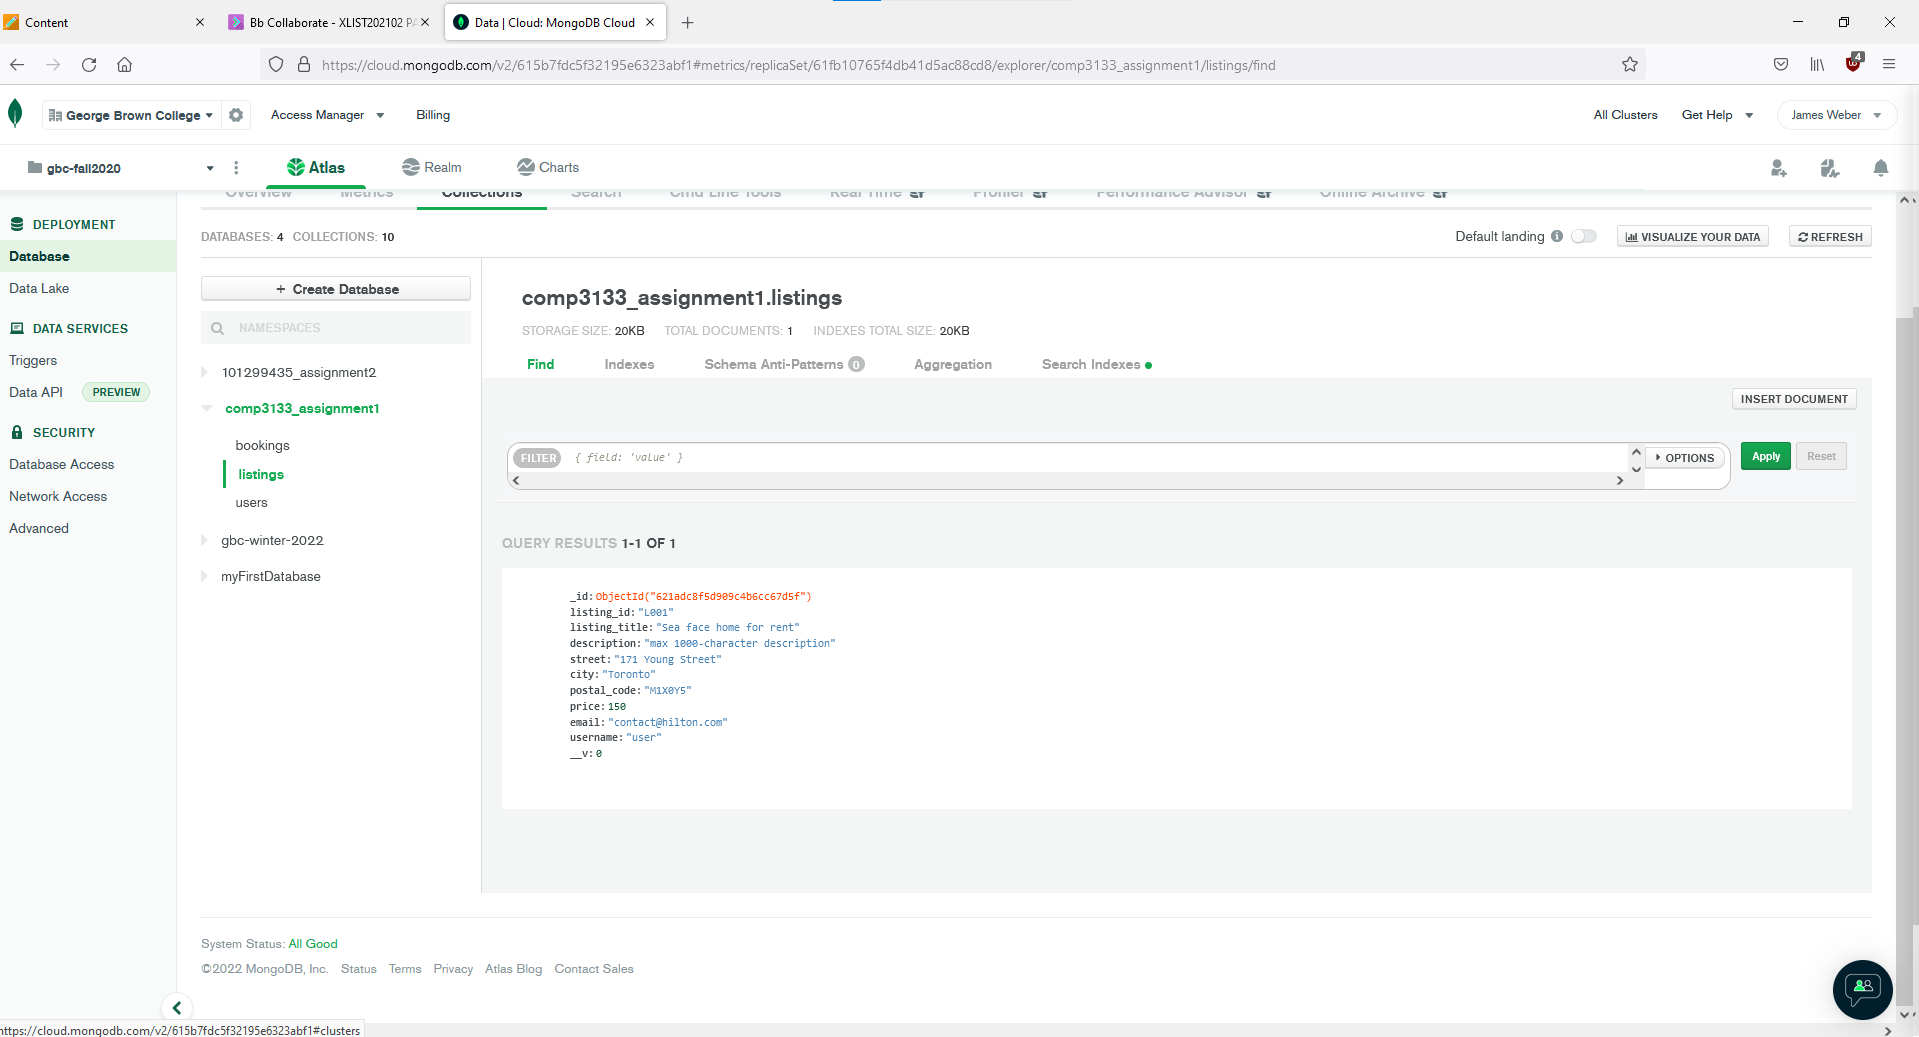 Content
Bb Collaborate - XLIST202102 PA
Data | Cloud: MongoDB Cloud
https://cloud.mongodb.com/v2/615b7fdc5f32195e6323abf1#metrics/replicaSet/61fb10765f4db41d5ac88cd8/explorer/comp3133_assignment1/listings/find
4
George Brown College
Access Manager
Billing
All Clusters
Get Help
James Weber
gbc-fall2020
Atlas
Realm
Charts
Overview
Metrics
Collections
Search
Cmd Line Tools
Real Time
Profiler
Performance Advisor
Online Archive
DEPLOYMENT
Database
Data Lake
DATA SERVICES
Triggers
Data API
PREVIEW
SECURITY
Database Access
Network Access
Advanced
DATABASES: 4 COLLECTIONS: 10
Default landing
VISUALIZE YOUR DATA
REFRESH
+ Create Database
NAMESPACES
101299435_assignment2
comp3133_assignment1
bookings
listings
users
gbc-winter-2022
myFirstDatabase
comp3133_assignment1.listings
STORAGE SIZE: 20KB TOTAL DOCUMENTS: 1 INDEXES TOTAL SIZE: 20KB
Find
Indexes
Schema Anti-Patterns 0
Aggregation
Search Indexes
INSERT DOCUMENT
FILTER
{ field: 'value' }
OPTIONS
Apply
Reset
QUERY RESULTS 1-1 OF 1
_id: ObjectId("621adc8f5d909c4b6cc67d5f")
listing_id: "L001"
listing_title: "Sea face home for rent"
description: "max 1000-character description"
street: "171 Young Street"
city: "Toronto"
postal_code: "M1X0Y5"
price: 150
email: "contact@hilton.com"
username: "user"
__v: 0
System Status: All Good
©2022 MongoDB, Inc. Status Terms Privacy Atlas Blog Contact Sales
https://cloud.mongodb.com/v2/615b7fdc5f32195e6323abf1#clusters